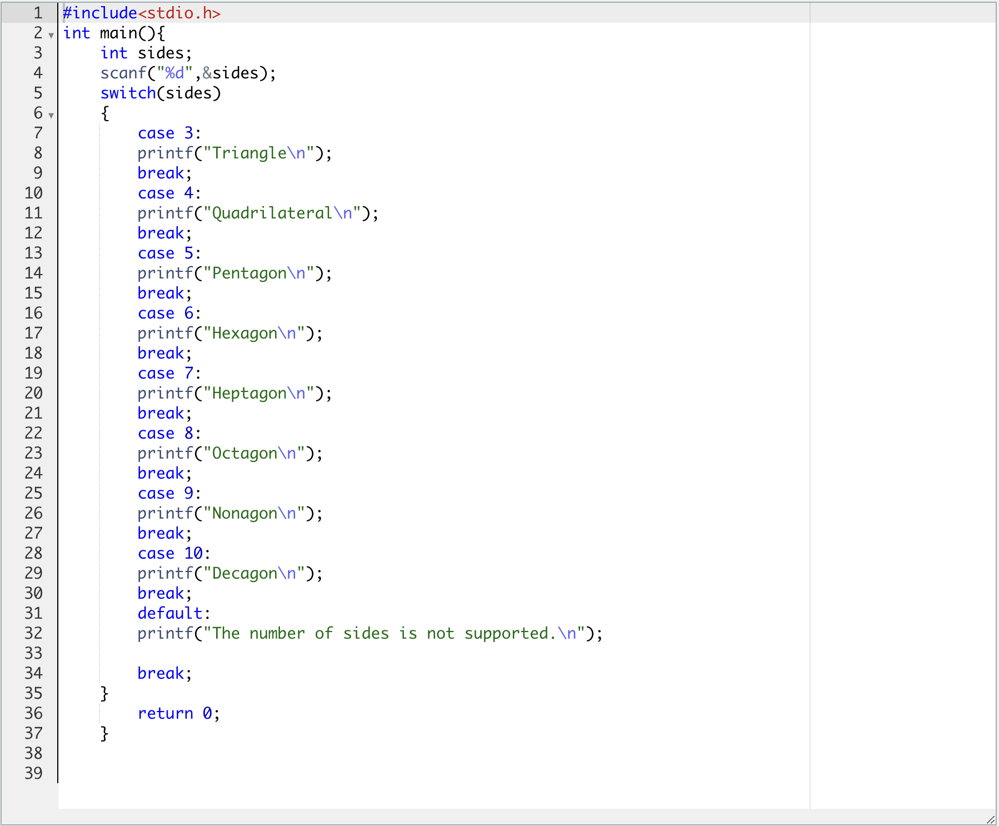 1 #include<stdio.h>
2 int main(){
3     int sides;
4     scanf("%d",&sides);
5     switch(sides)
6     {
7         case 3:
8         printf("Triangle\n");
9         break;
10         case 4:
11         printf("Quadrilateral\n");
12         break;
13         case 5:
14         printf("Pentagon\n");
15         break;
16         case 6:
17         printf("Hexagon\n");
18         break;
19         case 7:
20         printf("Heptagon\n");
21         break;
22         case 8:
23         printf("Octagon\n");
24         break;
25         case 9:
26         printf("Nonagon\n");
27         break;
28         case 10:
29         printf("Decagon\n");
30         break;
31         default:
32         printf("The number of sides is not supported.\n");
33
34         break;
35     }
36         return 0;
37     }
38
39